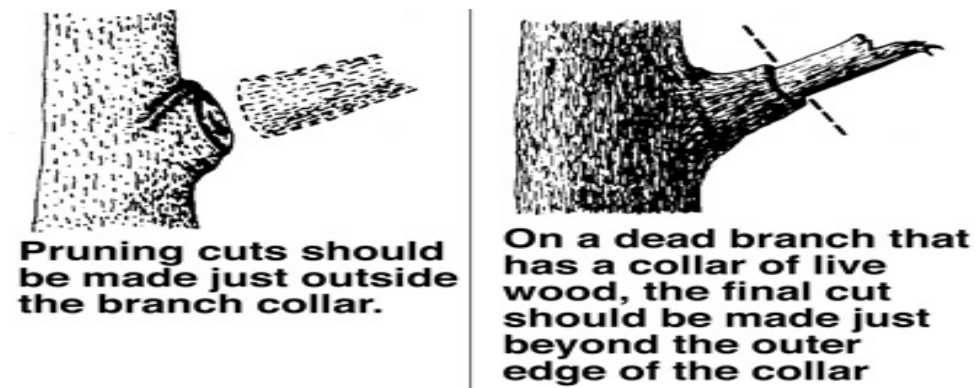 Pruning cuts should
be made just outside
the branch collar.
On a dead branch that
has a collar of live
wood, the final cut
should be made just
beyond the outer
edge of the collar